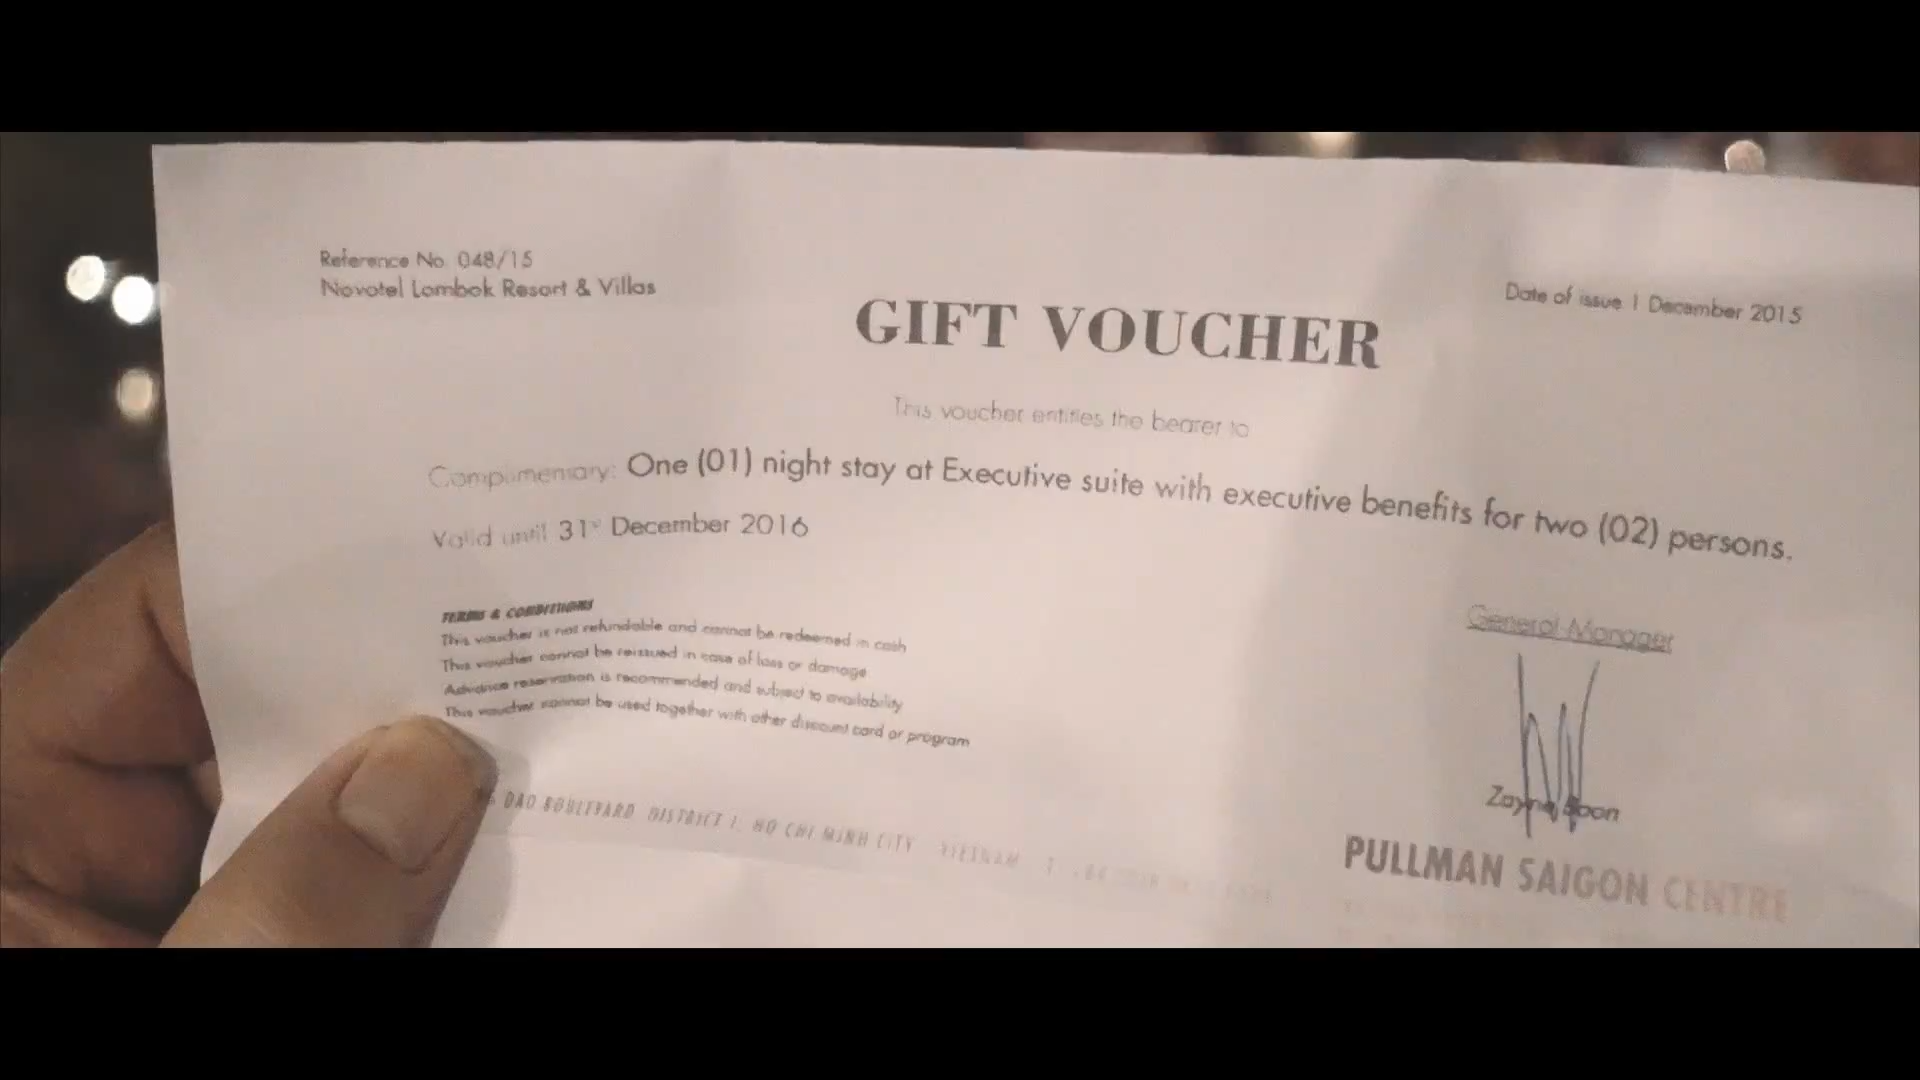 Reference No. 048/15
Novotel Lombok Resort & Villas
Date of issue 1 December 2015
GIFT VOUCHER
This voucher entitles the bearer to
Complimentary: One (01) night stay at Executive suite with executive benefits for two (02) persons.
Valid until 31st December 2016
TERMS & CONDITIONS
This voucher is not refundable and cannot be redeemed in cash
This voucher cannot be reissued in case of loss or damage
Advance reservation is recommended and subject to availability
This voucher cannot be used together with other discount card or program
General Manager
Zayne Boon
PULLMAN SAIGON CENTRE
DAO BOULEVARD DISTRICT 1, HO CHI MINH CITY VIETNAM